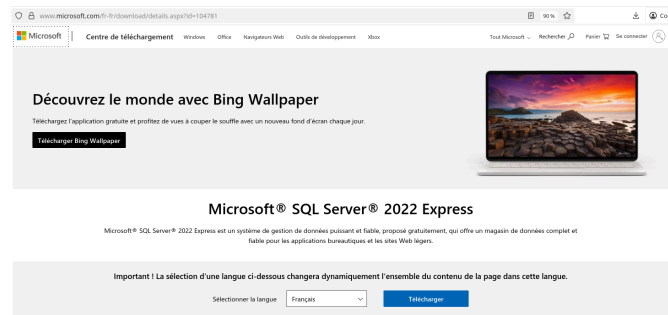 www.microsoft.com/fr-fr/download/details.aspx?id=104781
90 %
Co
Microsoft
Centre de téléchargement
Windows
Office
Navigateurs Web
Outils de développement
Xbox
Tout Microsoft
Rechercher
Panier
Se connecter
Découvrez le monde avec Bing Wallpaper
Téléchargez l'application gratuite et profitez de vues à couper le souffle avec un nouveau fond d'écran chaque jour.
Télécharger Bing Wallpaper
Microsoft® SQL Server® 2022 Express
Microsoft® SQL Server® 2022 Express est un système de gestion de données puissant et fiable, proposé gratuitement, qui offre un magasin de données complet et
fiable pour les applications bureautiques et les sites Web légers.
Important ! La sélection d'une langue ci-dessous changera dynamiquement l'ensemble du contenu de la page dans cette langue.
Sélectionner la langue
Français
Télécharger